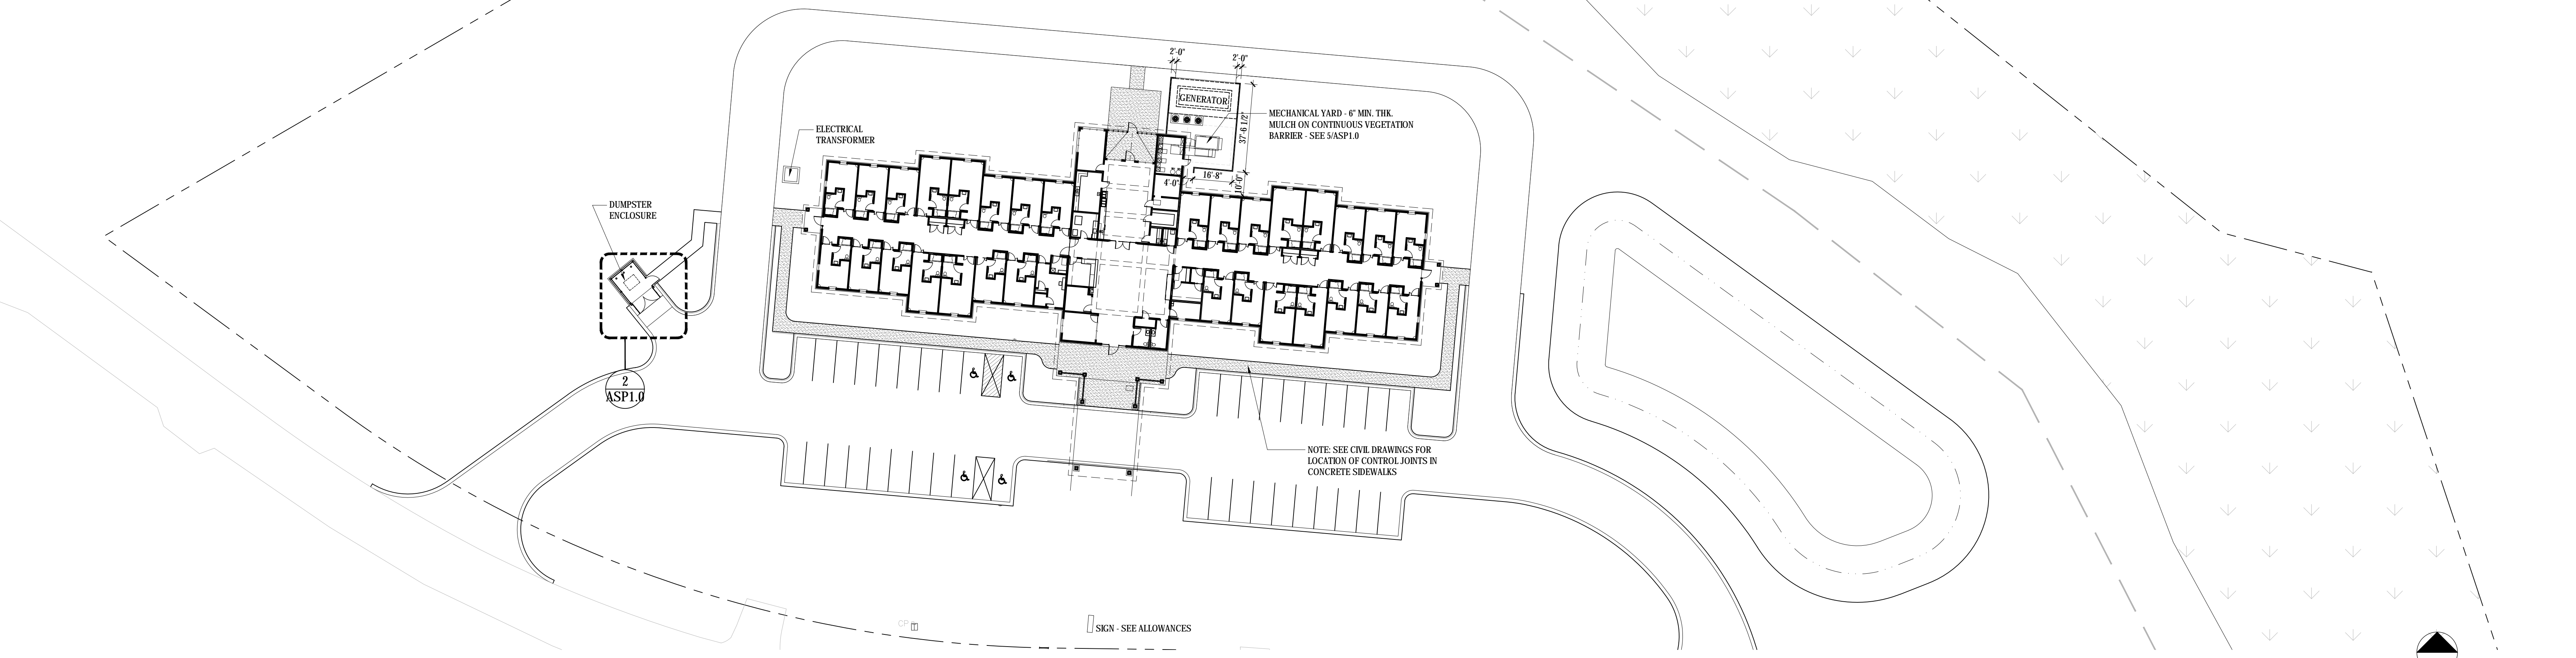 2'-0"
2'-0"
GENERATOR
37'-6 1/2"
MECHANICAL YARD - 6" MIN. THK.
MULCH ON CONTINUOUS VEGETATION
BARRIER - SEE 5/ASP1.0
ELECTRICAL
TRANSFORMER
4'-0"
16'-8"
10'-0"
DUMPSTER
ENCLOSURE
2
ASP1.0
NOTE: SEE CIVIL DRAWINGS FOR
LOCATION OF CONTROL JOINTS IN
CONCRETE SIDEWALKS
CP
SIGN - SEE ALLOWANCES